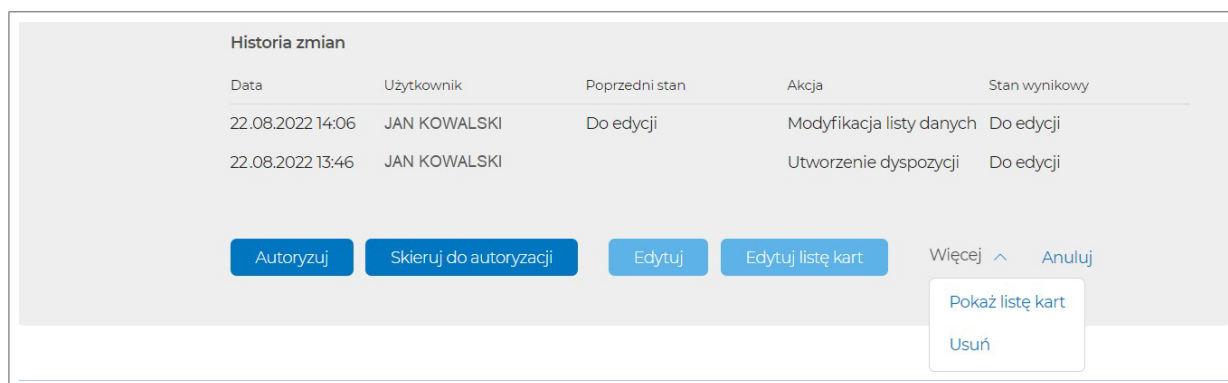 Historia zmian
Data Użytkownik Poprzedni stan Akcja Stan wynikowy
22.08.2022 14:06 JAN KOWALSKI Do edycji Modyfikacja listy danych Do edycji
22.08.2022 13:46 JAN KOWALSKI Utworzenie dyspozycji Do edycji
Autoryzuj Skieruj do autoryzacji Edytuj Edytuj listę kart Więcej Anuluj
Pokaż listę kart
Usuń